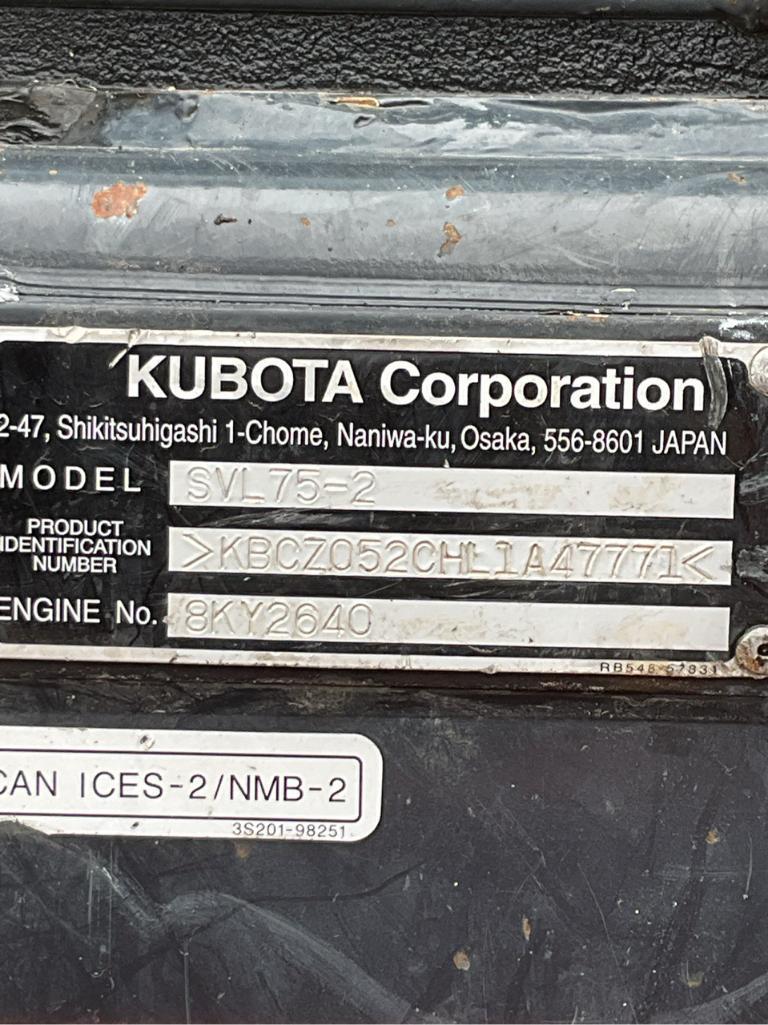 KUBOTA Corporation
2-47, Shikitsuhigashi 1-Chome, Naniwa-ku, Osaka, 556-8601 JAPAN
MODEL SVL75-2
PRODUCT
IDENTIFICATION
NUMBER
>KBCZ052CHL1A47771<
ENGINE No. 8KY2640
RB548-57831
CAN ICES-2/NMB-2
3S201-98251